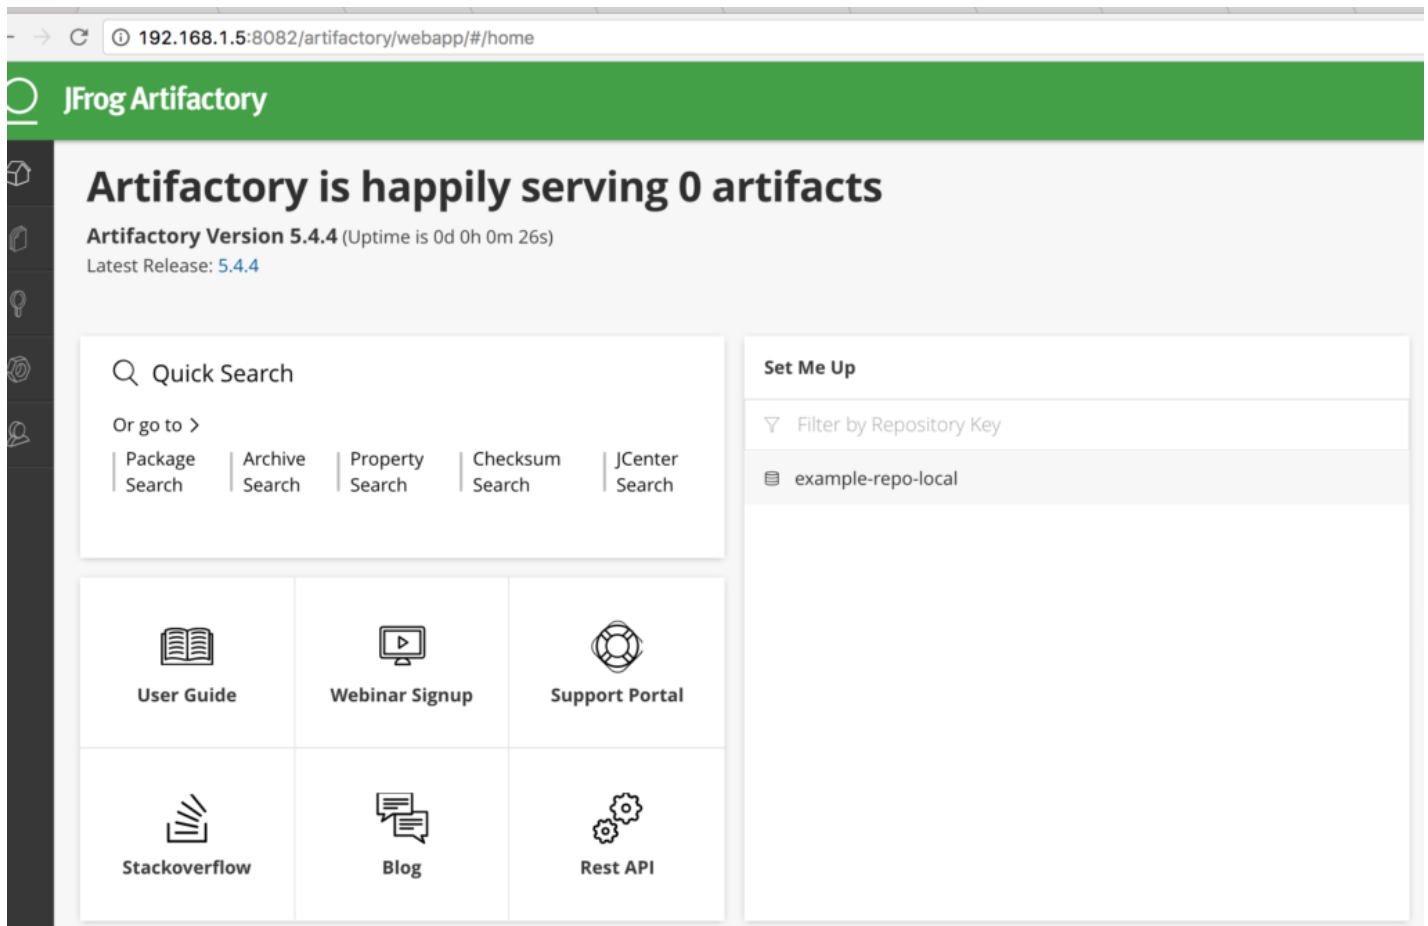 192.168.1.5:8082/artifactory/webapp/#/home
JFrog Artifactory
Artifactory is happily serving 0 artifacts
Artifactory Version 5.4.4 (Uptime is 0d 0h 0m 26s)
Latest Release: 5.4.4
Quick Search
Or go to >
Package Search
Archive Search
Property Search
Checksum Search
JCenter Search
Set Me Up
Filter by Repository Key
example-repo-local
User Guide
Webinar Signup
Support Portal
Stackoverflow
Blog
Rest API